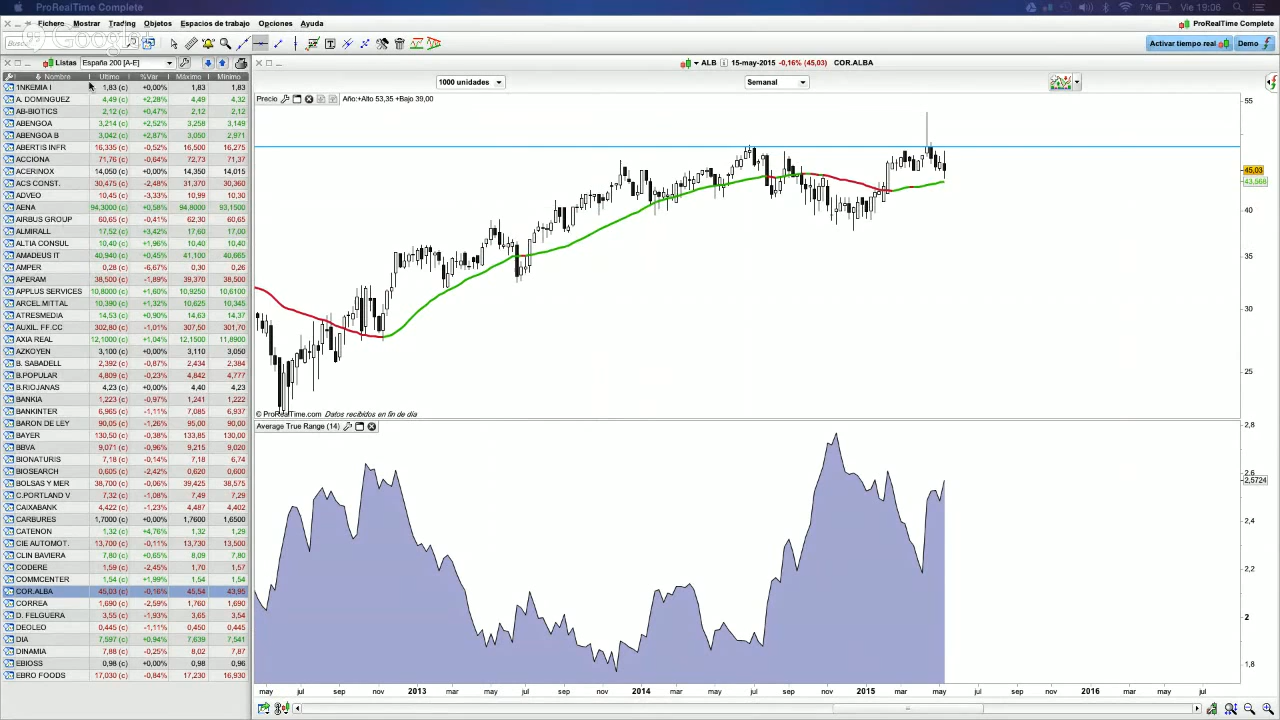 ProRealTime Complete
7% Vie 19:06
Fichero Mostrar Trading Objetos Espacios de trabajo Opciones Ayuda
ProRealTime Complete
Google+
Activar tiempo real Demo
Listas España 200 [A-E]
ALB 15-may-2015 -0,16% (45,03) COR.ALBA
Nombre Último %Var Máximo Mínimo
1000 unidades Semanal
Precio Año:+Alto 53,35 +Bajo 39,00
1NKEMIA I 1,83 (c) +0,00% 1,83 1,83
A. DOMINGUEZ 4,49 (c) +2,28% 4,49 4,32
AB-BIOTICS 2,12 (c) +0,47% 2,12 2,12
ABENGOA 3,214 (c) +2,52% 3,258 3,149
ABENGOA B 3,042 (c) +2,87% 3,050 2,971
ABERTIS INFR 16,335 (c) -0,52% 16,500 16,275
ACCIONA 71,76 (c) -0,64% 72,73 71,37
ACERINOX 14,050 (c) +0,00% 14,350 14,015
ACS CONST. 30,475 (c) -2,48% 31,370 30,360
ADVEO 10,45 (c) -3,33% 10,99 10,30
AENA 94,3000 (c) +0,58% 94,8000 93,1500
AIRBUS GROUP 60,65 (c) -0,41% 62,30 60,65
ALMIRALL 17,52 (c) +3,42% 17,60 17,00
ALTIA CONSUL 10,40 (c) +1,96% 10,40 10,40
AMADEUS IT 40,940 (c) +0,45% 41,100 40,665
AMPER 0,28 (c) -6,67% 0,30 0,26
APERAM 38,500 (c) -1,89% 39,370 38,500
APPLUS SERVICES 10,8000 (c) +1,60% 10,9250 10,6100
ARCEL.MITTAL 10,390 (c) +1,32% 10,625 10,345
ATRESMEDIA 14,53 (c) +0,90% 14,63 14,37
AUXIL. FF.CC 302,80 (c) -1,01% 307,50 301,70
AXIA REAL 12,1000 (c) +1,04% 12,1500 11,8900
AZKOYEN 3,100 (c) +0,00% 3,110 3,050
B. SABADELL 2,392 (c) -0,87% 2,434 2,384
B.POPULAR 4,809 (c) -0,23% 4,842 4,777
B.RIOJANAS 4,23 (c) +0,00% 4,40 4,23
BANKIA 1,223 (c) -0,97% 1,241 1,222
BANKINTER 6,965 (c) -1,11% 7,085 6,937
BARON DE LEY 90,05 (c) -1,26% 95,00 90,00
BAYER 130,50 (c) -0,38% 133,85 130,00
BBVA 9,071 (c) -0,96% 9,215 9,020
BIONATURIS 7,18 (c) -0,14% 7,18 6,74
BIOSEARCH 0,605 (c) -2,42% 0,620 0,600
BOLSAS Y MER 38,700 (c) -0,06% 39,425 38,575
C.PORTLAND V 7,32 (c) -1,08% 7,49 7,29
CAIXABANK 4,422 (c) -1,23% 4,487 4,402
CARBURES 1,7000 (c) +0,00% 1,7600 1,6500
CATENON 1,32 (c) +4,76% 1,32 1,29
CIE AUTOMOT. 13,700 (c) -0,11% 13,730 13,500
CLIN BAVIERA 7,80 (c) +0,65% 8,09 7,80
CODERE 1,59 (c) -2,45% 1,70 1,57
COMMCENTER 1,54 (c) +1,99% 1,54 1,54
COR.ALBA 45,03 (c) -0,16% 45,54 43,95
CORREA 1,690 (c) -2,59% 1,760 1,690
D. FELGUERA 3,55 (c) -1,93% 3,65 3,54
DEOLEO 0,445 (c) -1,11% 0,450 0,445
DIA 7,597 (c) +0,94% 7,639 7,541
DINAMIA 7,88 (c) -0,25% 8,02 7,87
EBIOSS 0,98 (c) +0,00% 0,98 0,96
EBRO FOODS 17,030 (c) -0,84% 17,230 16,930
55
45,03
43,568
40
35
30
25
© ProRealTime.com Datos recibidos en fin de día
Average True Range (14)
2,8
2,6
2,5724
2,4
2,2
2
1,8
may jul sep nov 2013 mar may jul sep nov 2014 mar may jul sep nov 2015 mar may jul sep nov 2016 mar may jul